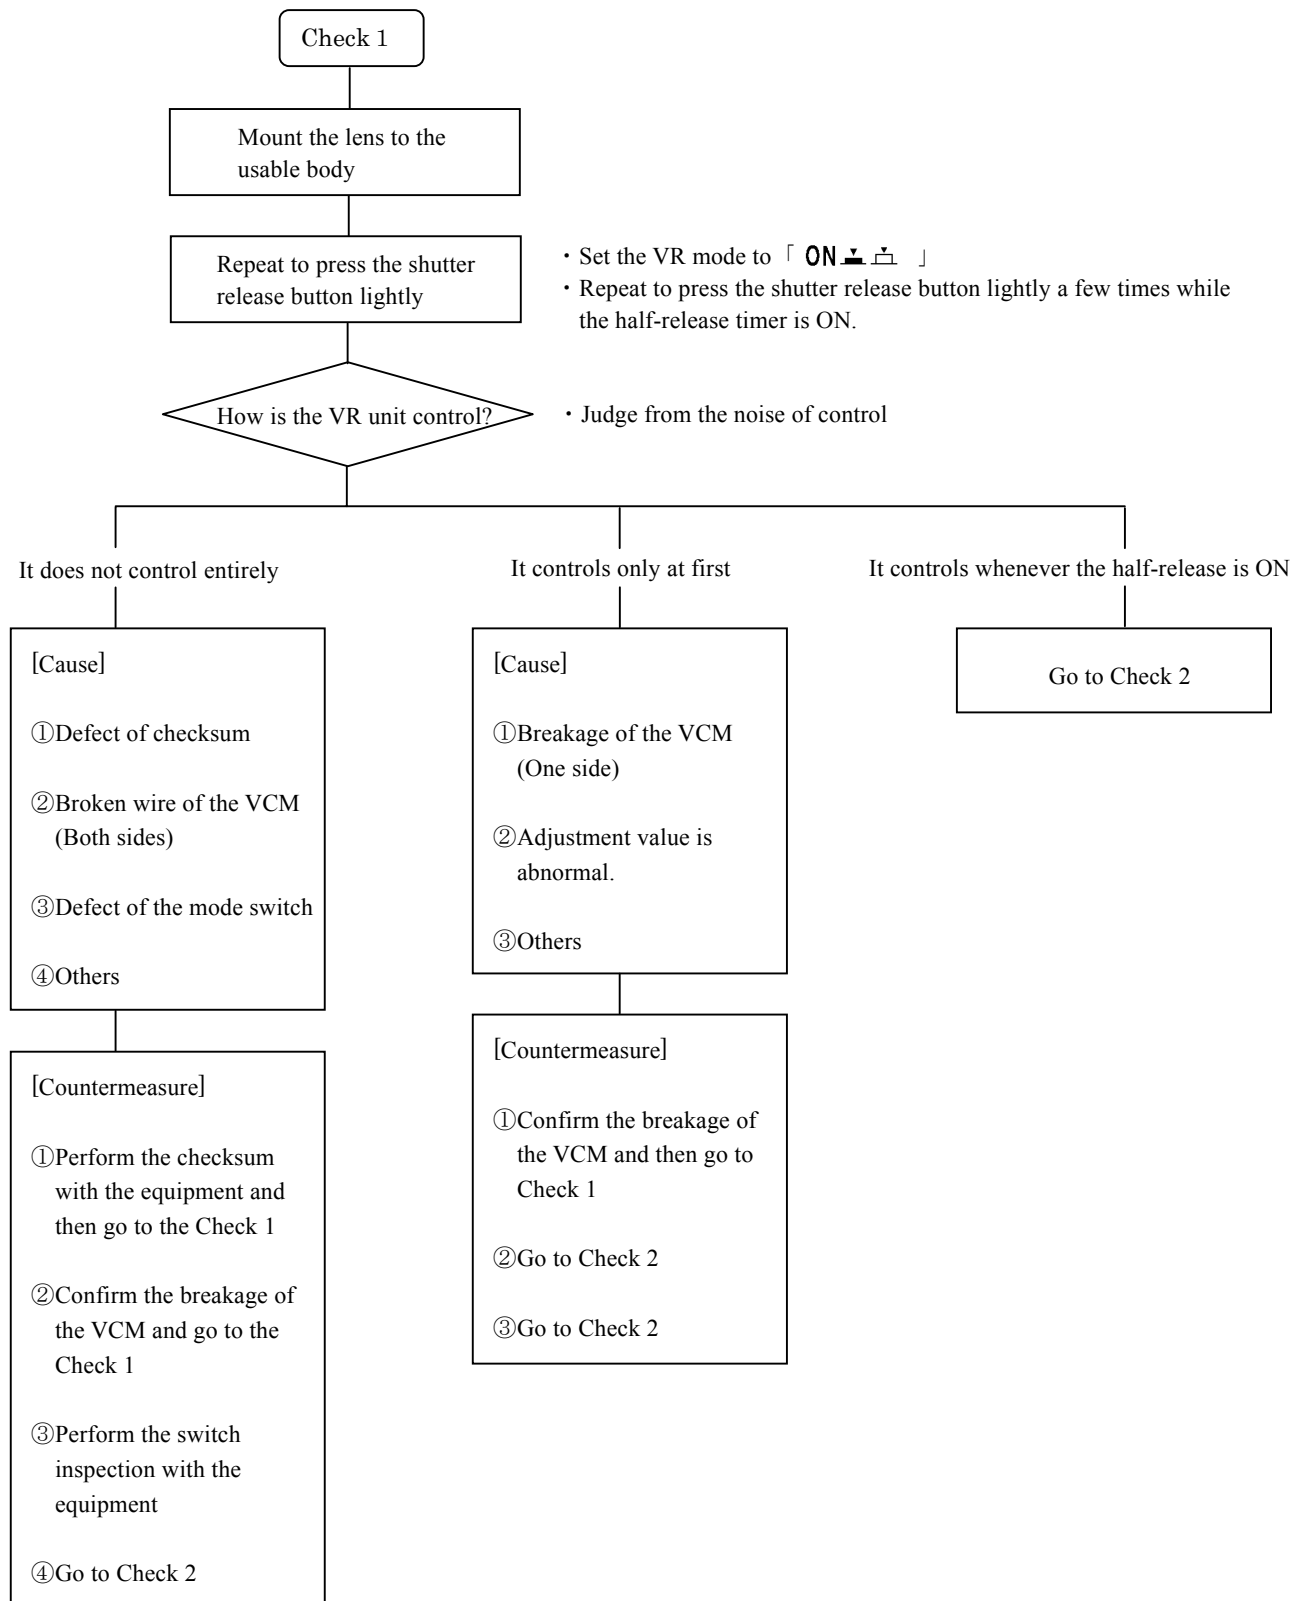 Check 1
Mount the lens to the
usable body
Repeat to press the shutter
release button lightly
・Set the VR mode to「 ON 」
・Repeat to press the shutter release button lightly a few times while
the half-release timer is ON.
How is the VR unit control?
・Judge from the noise of control
It does not control entirely
[Cause]
①Defect of checksum
②Broken wire of the VCM
(Both sides)
③Defect of the mode switch
④Others
[Countermeasure]
①Perform the checksum
with the equipment and
then go to the Check 1
②Confirm the breakage of
the VCM and go to the
Check 1
③Perform the switch
inspection with the
equipment
④Go to Check 2
It controls only at first
[Cause]
①Breakage of the VCM
(One side)
②Adjustment value is
abnormal.
③Others
[Countermeasure]
①Confirm the breakage of
the VCM and then go to
Check 1
②Go to Check 2
③Go to Check 2
It controls whenever the half-release is ON
Go to Check 2